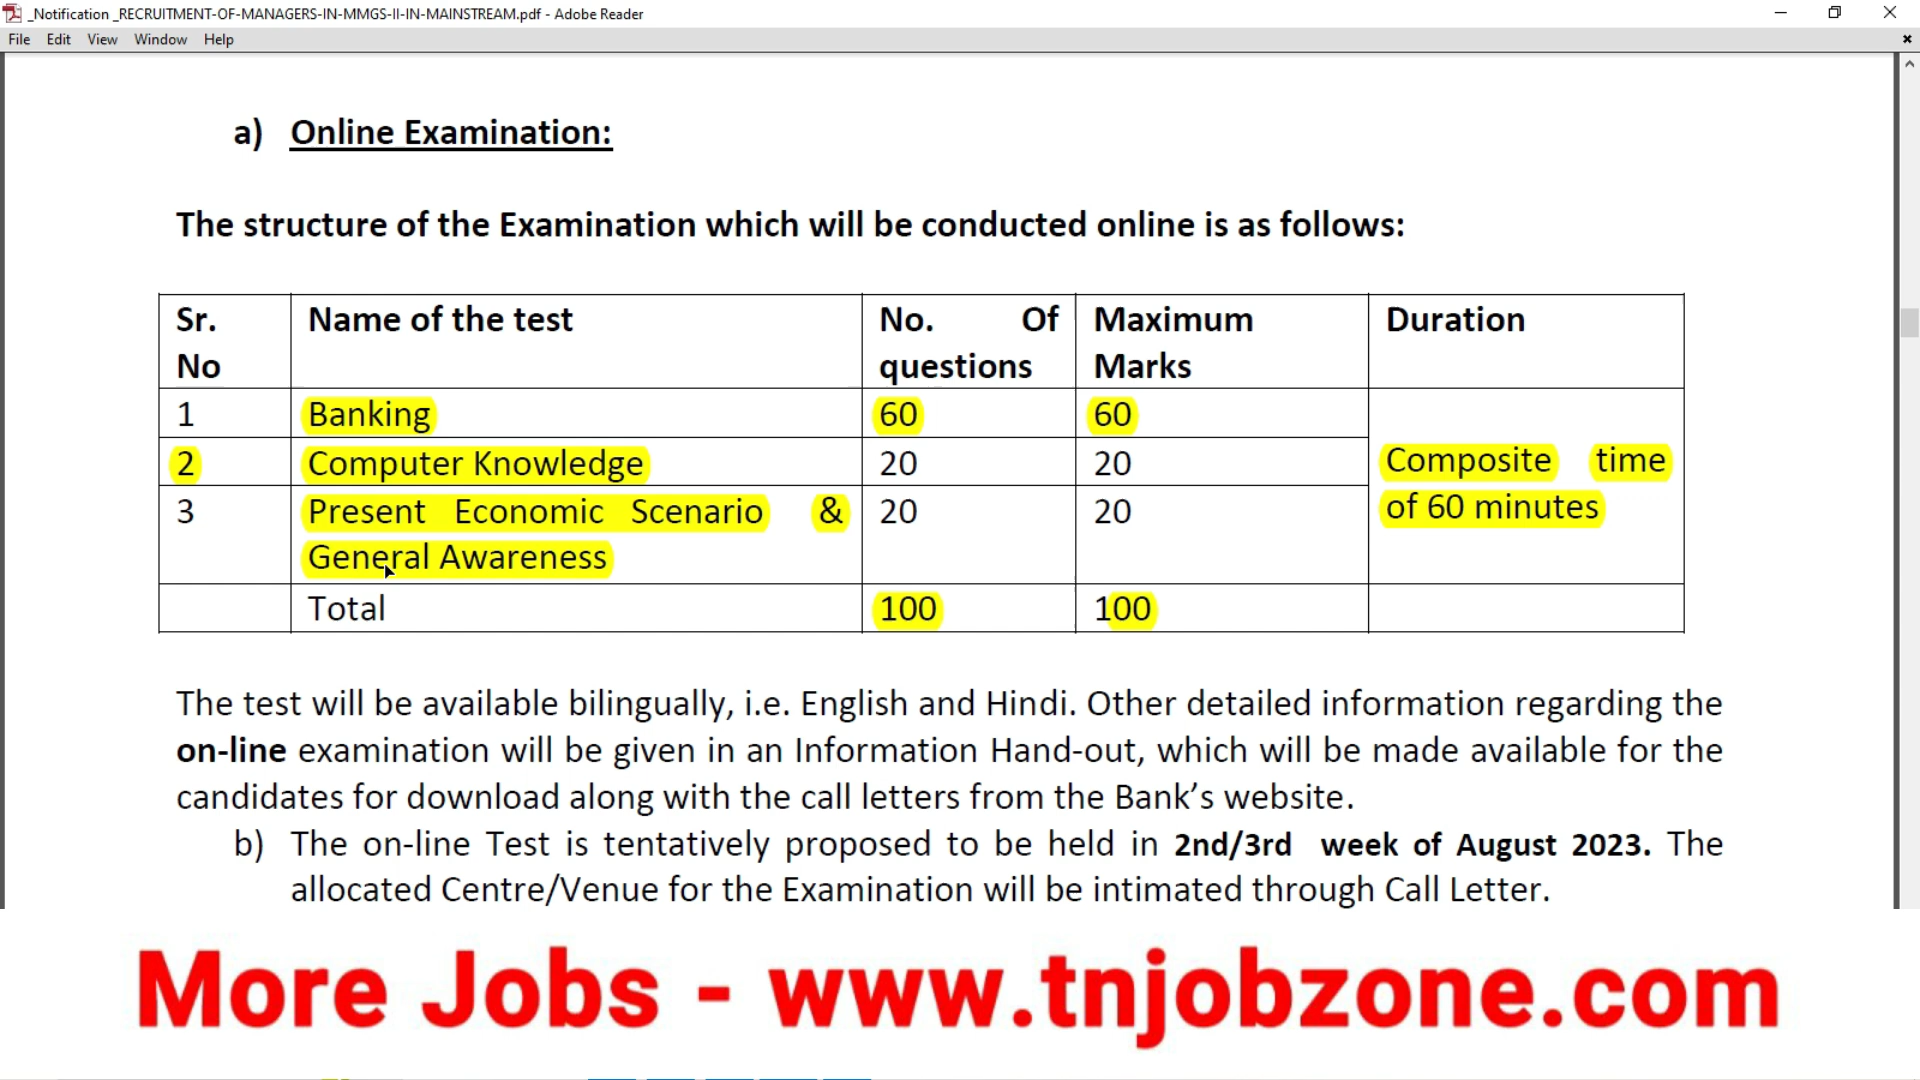 _Notification _RECRUITMENT-OF-MANAGERS-IN-MMGS-II-IN-MAINSTREAM.pdf - Adobe Reader
File Edit View Window Help
a) Online Examination:
The structure of the Examination which will be conducted online is as follows:
Sr. No | Name of the test | No. Of questions | Maximum Marks | Duration
1 | Banking | 60 | 60 | Composite time of 60 minutes
2 | Computer Knowledge | 20 | 20
3 | Present Economic Scenario & General Awareness | 20 | 20
Total | 100 | 100
The test will be available bilingually, i.e. English and Hindi. Other detailed information regarding the
on-line examination will be given in an Information Hand-out, which will be made available for the
candidates for download along with the call letters from the Bank’s website.
b) The on-line Test is tentatively proposed to be held in 2nd/3rd week of August 2023. The
allocated Centre/Venue for the Examination will be intimated through Call Letter.
More Jobs - www.tnjobzone.com